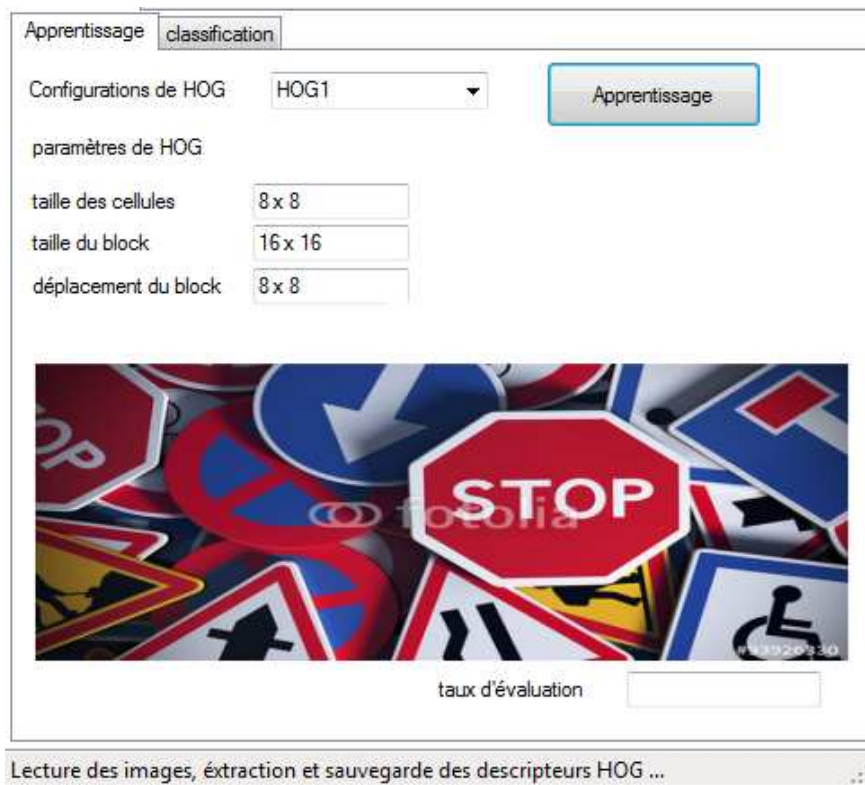 Apprentissage classification
Configurations de HOG HOG1 Apprentissage
paramètres de HOG
taille des cellules 8 x 8
taille du block 16 x 16
déplacement du block 8 x 8
TOP
STOP
fotolia
#93920330
taux d'évaluation
Lecture des images, éxtraction et sauvegarde des descripteurs HOG ...